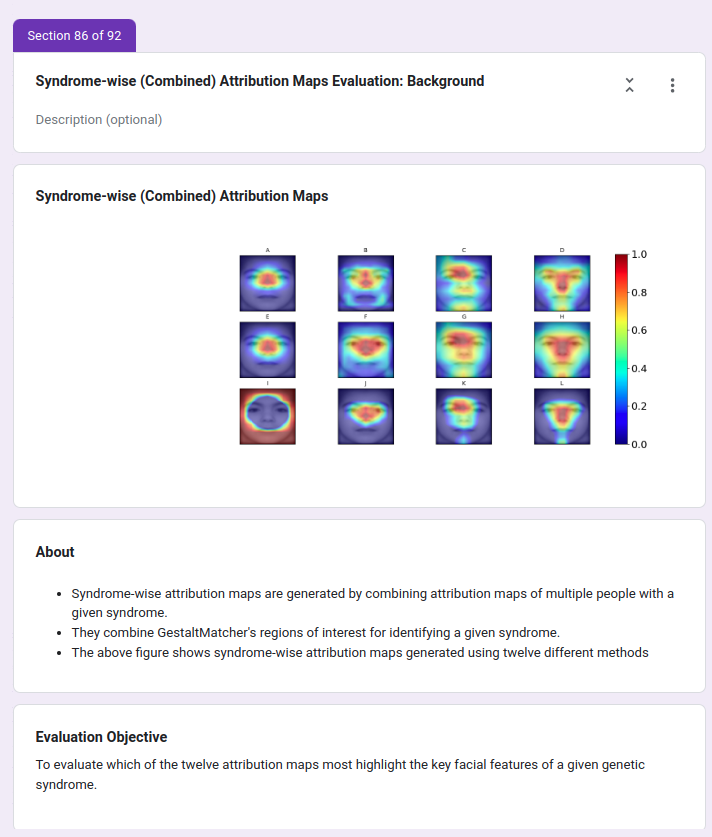 Section 86 of 92
Syndrome-wise (Combined) Attribution Maps Evaluation: Background
Description (optional)
Syndrome-wise (Combined) Attribution Maps
A B C D
1.0
0.8
E F G H
0.6
0.4
I J K L
0.2
0.0
About
• Syndrome-wise attribution maps are generated by combining attribution maps of multiple people with a
given syndrome.
• They combine GestaltMatcher's regions of interest for identifying a given syndrome.
• The above figure shows syndrome-wise attribution maps generated using twelve different methods
Evaluation Objective
To evaluate which of the twelve attribution maps most highlight the key facial features of a given genetic
syndrome.